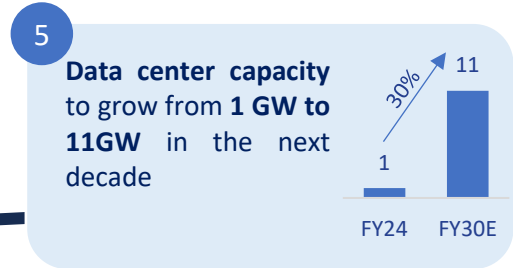 5
Data center capacity
to grow from 1 GW to
11GW in the next
decade
30%
11
1
FY24 FY30E